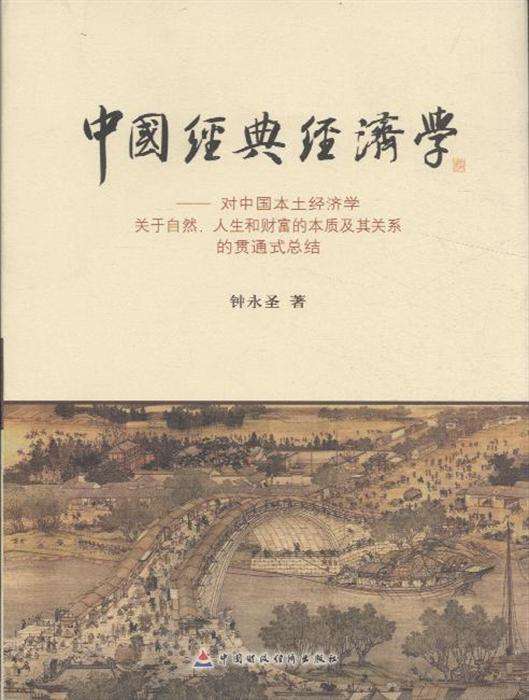 中國經典經濟學
—— 对中国本土经济学
关于自然、人生和财富的本质及其关系
的贯通式总结
钟永圣 著
中国财政经济出版社